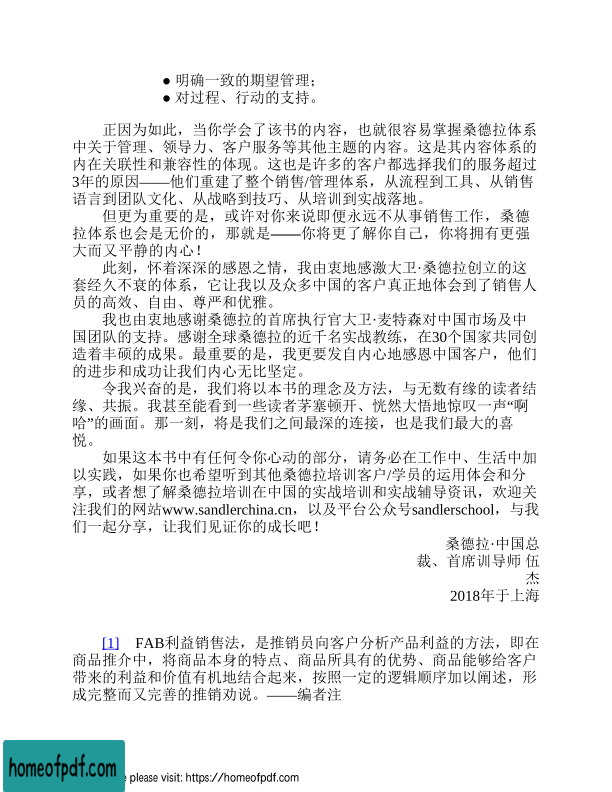 ● 明确一致的期望管理；
● 对过程、行动的支持。
正因为如此，当你学会了该书的内容，也就很容易掌握桑德拉体系
中关于管理、领导力、客户服务等其他主题的内容。这是其内容体系的
内在关联性和兼容性的体现。这也是许多的客户都选择我们的服务超过
3年的原因——他们重建了整个销售/管理体系，从流程到工具、从销售
语言到团队文化、从战略到技巧、从培训到实战落地。
但更为重要的是，或许对你来说即便永远不从事销售工作，桑德
拉体系也会是无价的，那就是——你将更了解你自己，你将拥有更强
大而又平静的内心！
此刻，怀着深深的感恩之情，我由衷地感激大卫·桑德拉创立的这
套经久不衰的体系，它让我以及众多中国的客户真正地体会到了销售人
员的高效、自由、尊严和优雅。
我也由衷地感谢桑德拉的首席执行官大卫·麦特森对中国市场及中
国团队的支持。感谢全球桑德拉的近千名实战教练，在30个国家共同创
造着丰硕的成果。最重要的是，我更要发自内心地感恩中国客户，他们
的进步和成功让我们内心无比坚定。
令我兴奋的是，我们将以本书的理念及方法，与无数有缘的读者结
缘、共振。我甚至能看到一些读者茅塞顿开、恍然大悟地惊叹一声“啊
哈”的画面。那一刻，将是我们之间最深的连接，也是我们最大的喜
悦。
如果这本书中有任何令你心动的部分，请务必在工作中、生活中加
以实践，如果你也希望听到其他桑德拉培训客户/学员的运用体会和分
享，或者想了解桑德拉培训在中国的实战培训和实战辅导资讯，欢迎关
注我们的网站www.sandlerchina.cn，以及平台公众号sandlerschool，与我
们一起分享，让我们见证你的成长吧！
桑德拉·中国总
裁、首席训导师 伍
杰
2018年于上海
[1] FAB利益销售法，是推销员向客户分析产品利益的方法，即在
商品推介中，将商品本身的特点、商品所具有的优势、商品能够给客户
带来的利益和价值有机地结合起来，按照一定的逻辑顺序加以阐述，形
成完整而又完善的推销劝说。——编者注
homeofpdf.com
e please visit: https://homeofpdf.com